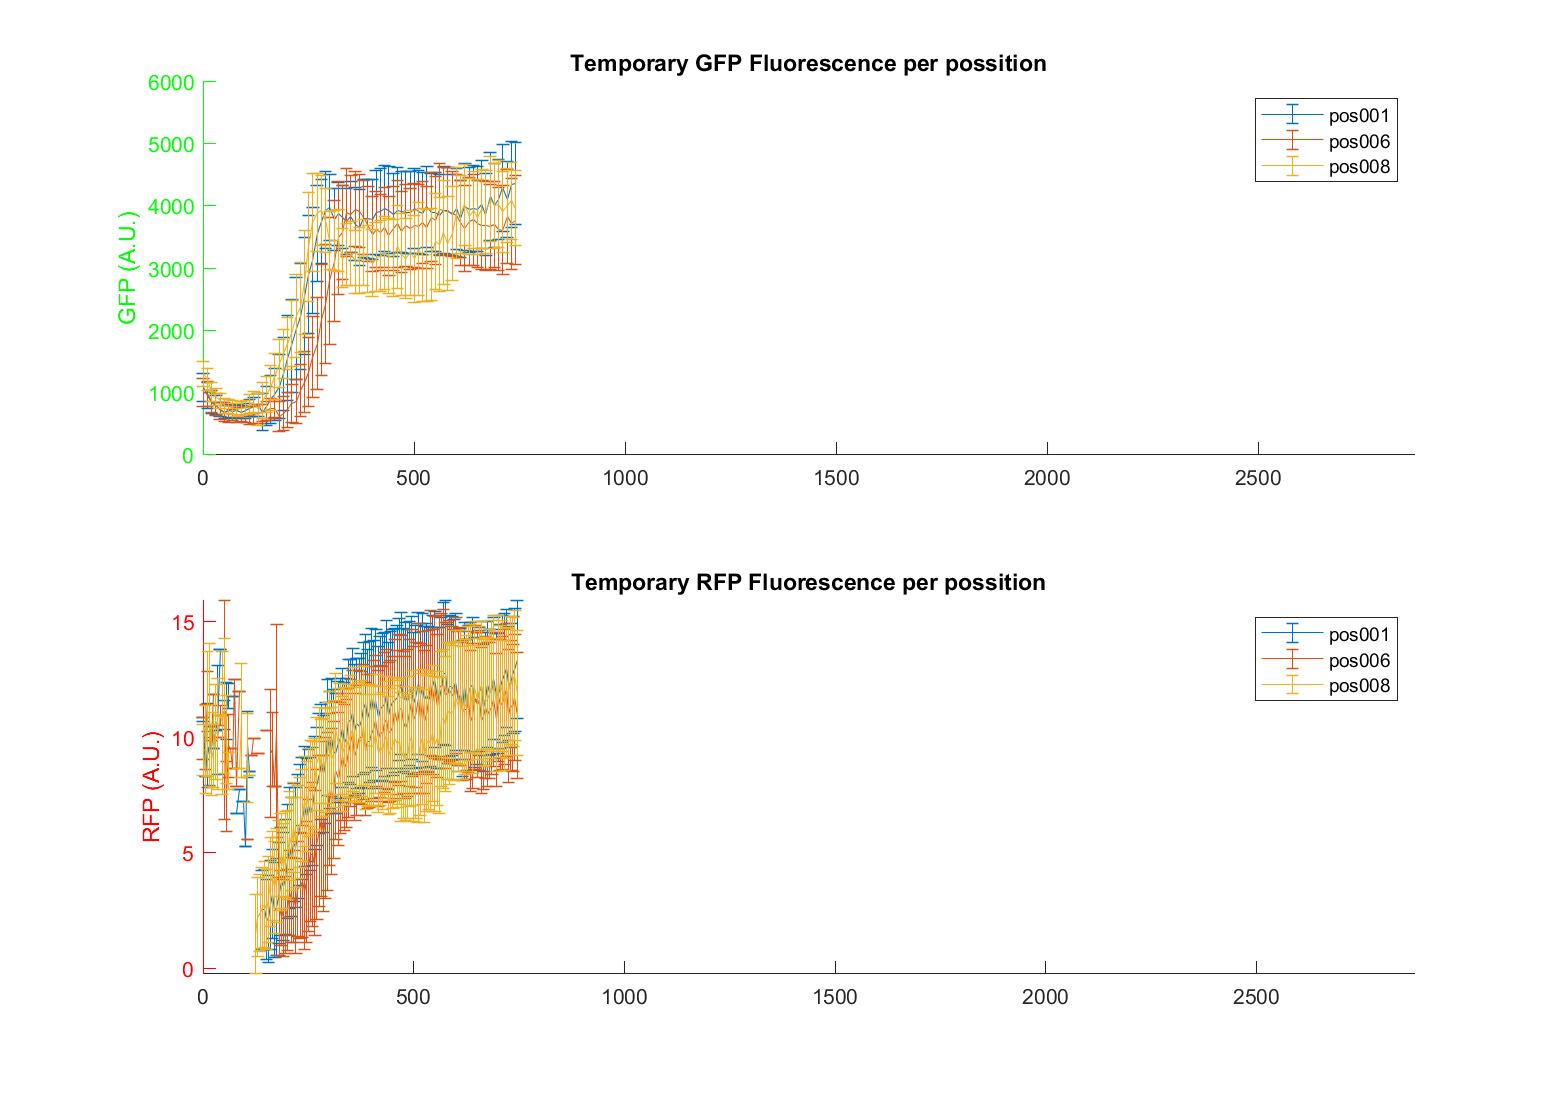 Temporary GFP Fluorescence per possition
6000
5000
4000
3000
2000
1000
0
GFP (A.U.)
0 500 1000 1500 2000 2500
pos001
pos006
pos008
Temporary RFP Fluorescence per possition
15
10
5
0
RFP (A.U.)
0 500 1000 1500 2000 2500
pos001
pos006
pos008